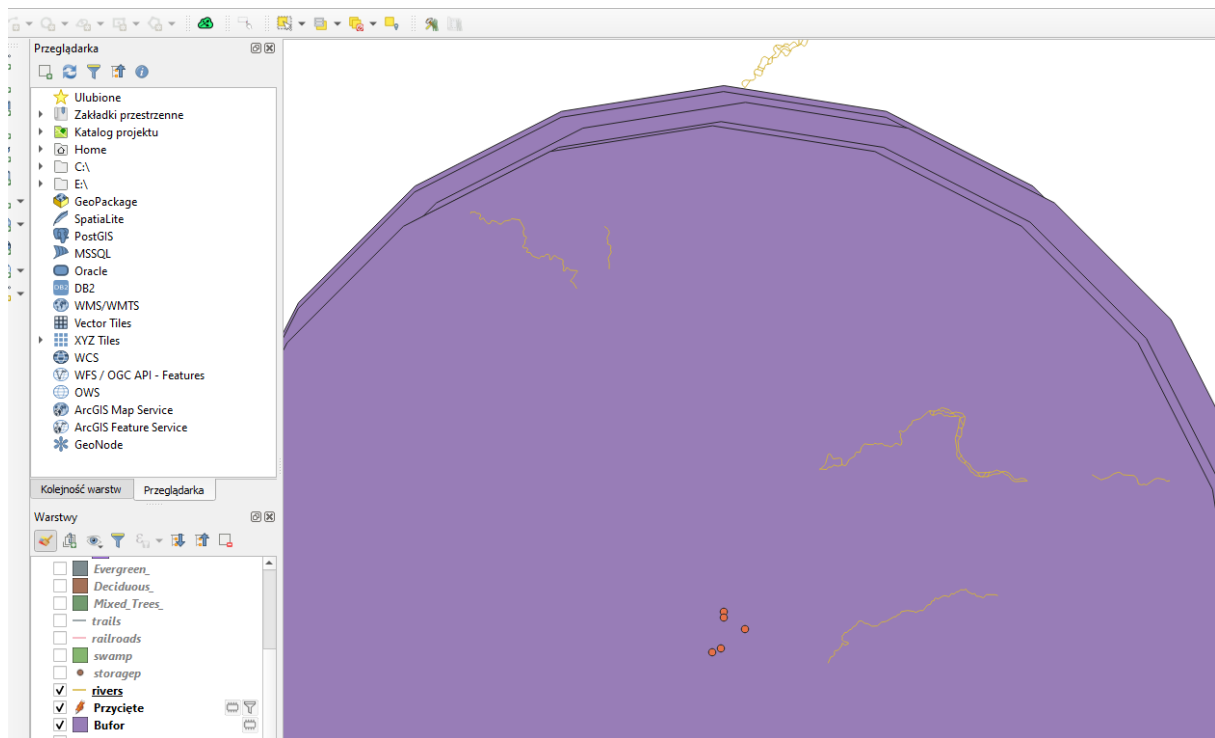 Przeglądarka
Ulubione
Zakładki przestrzenne
Katalog projektu
Home
C:\
E:\
GeoPackage
SpatiaLite
PostGIS
MSSQL
Oracle
DB2
DB2
WMS/WMTS
Vector Tiles
XYZ Tiles
WCS
WFS / OGC API - Features
OWS
ArcGIS Map Service
ArcGIS Feature Service
GeoNode
Kolejność warstw Przeglądarka
Warstwy
Evergreen_
Deciduous_
Mixed_Trees_
trails
railroads
swamp
storagep
rivers
Przycięte
Bufor